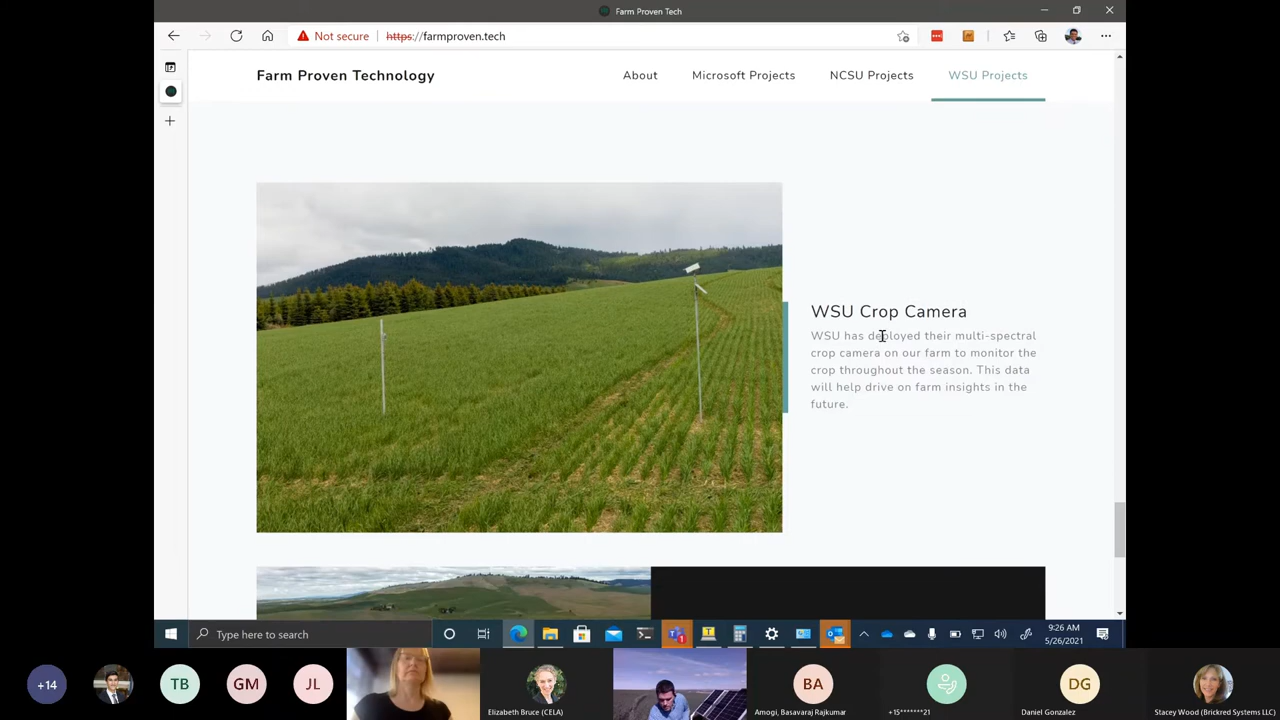 Farm Proven Tech
Not secure https://farmproven.tech
Farm Proven Technology
About
Microsoft Projects
NCSU Projects
WSU Projects
WSU Crop Camera
WSU has deployed their multi-spectral
crop camera on our farm to monitor the
crop throughout the season. This data
will help drive on farm insights in the
future.
Type here to search
9:26 AM
5/26/2021
+14
TB
GM
JL
Elizabeth Bruce (CELA)
BA
Amogi, Basavaraj Rajkumar
+15*******21
DG
Daniel Gonzalez
Stacey Wood (Brickred Systems LLC)